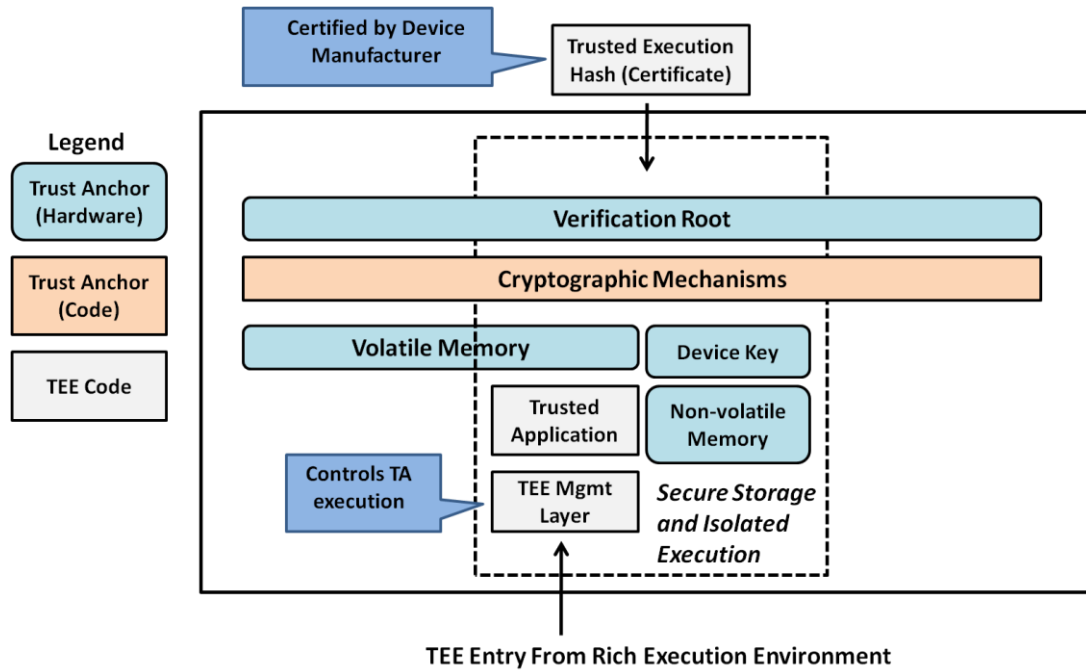 Certified by Device
Manufacturer
Trusted Execution
Hash (Certificate)
Legend
Trust Anchor
(Hardware)
Trust Anchor
(Code)
TEE Code
Verification Root
Cryptographic Mechanisms
Volatile Memory
Device Key
Trusted
Application
Non-volatile
Memory
Controls TA
execution
TEE Mgmt
Layer
Secure Storage
and Isolated
Execution
TEE Entry From Rich Execution Environment